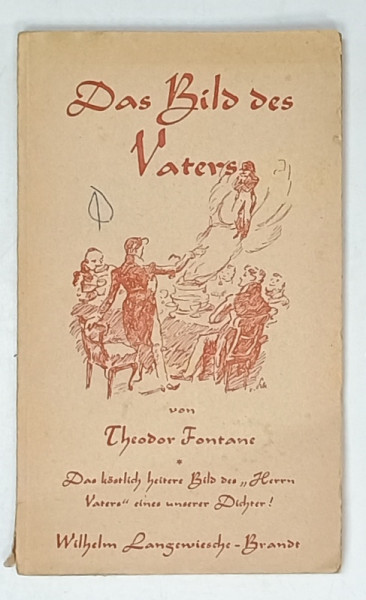 Das Bild des
Vaters
von
Theodor Fontane
*
Das köstlich heitere Bild des „Herrn
Vaters“ eines unserer Dichter!
Wilhelm Langewiesche-Brandt